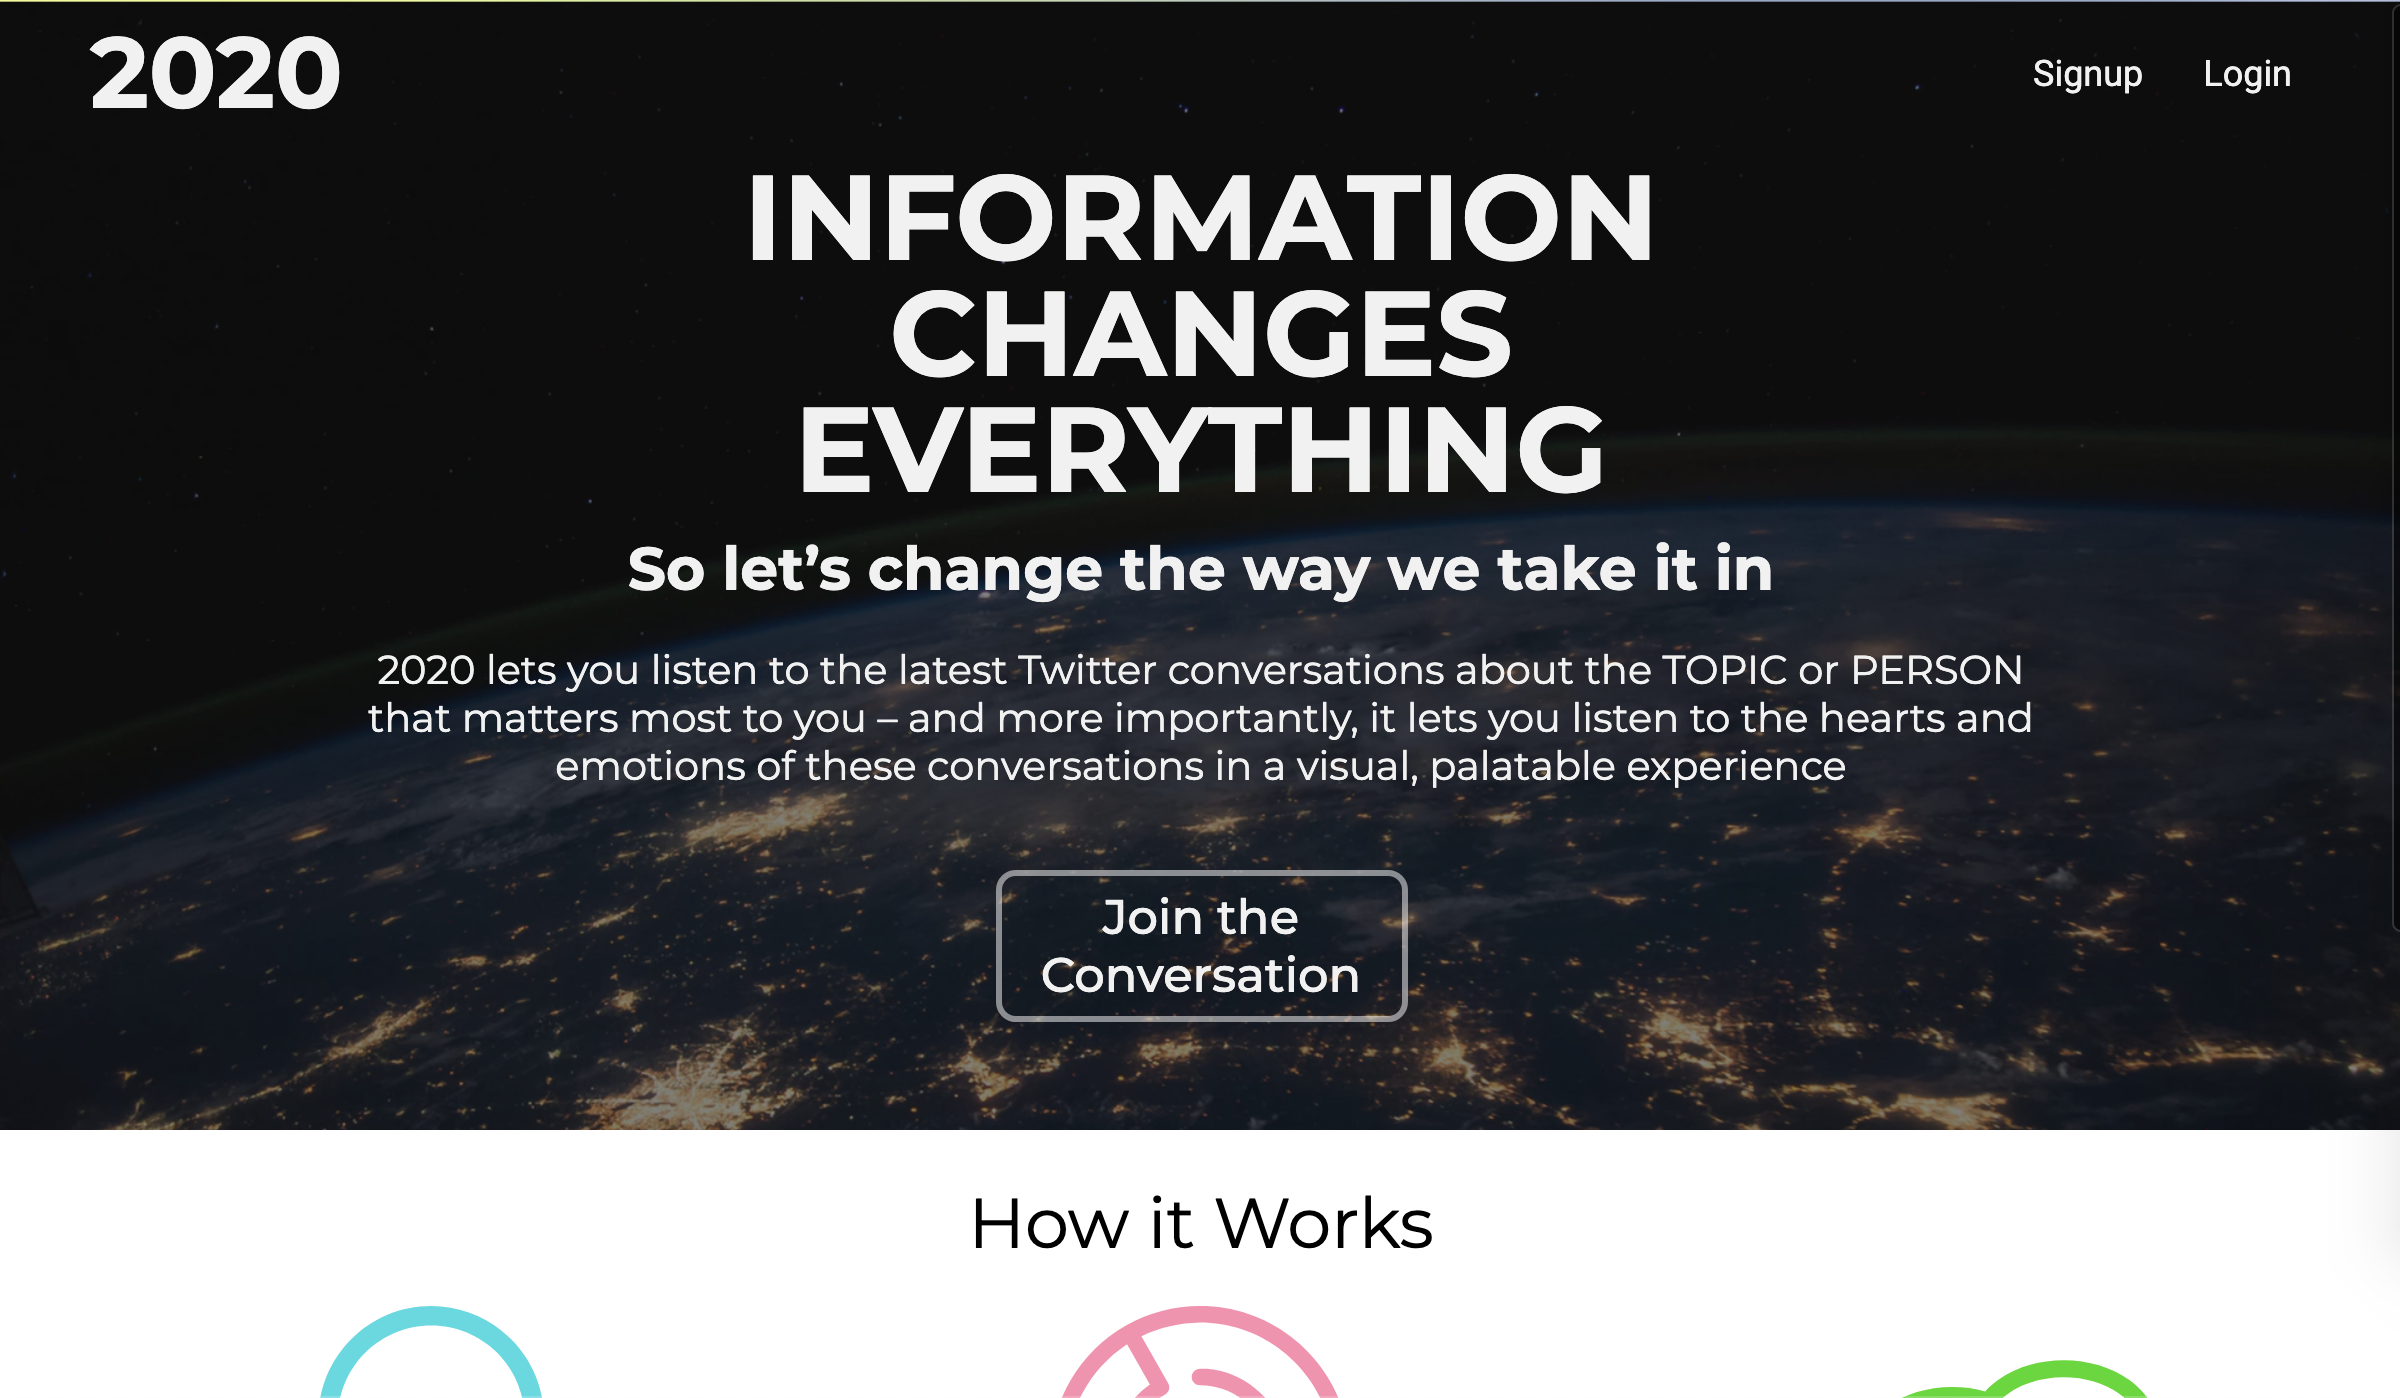 2020
Signup Login
INFORMATION
CHANGES
EVERYTHING
So let’s change the way we take it in
2020 lets you listen to the latest Twitter conversations about the TOPIC or PERSON
that matters most to you – and more importantly, it lets you listen to the hearts and
emotions of these conversations in a visual, palatable experience
Join the
Conversation
How it Works